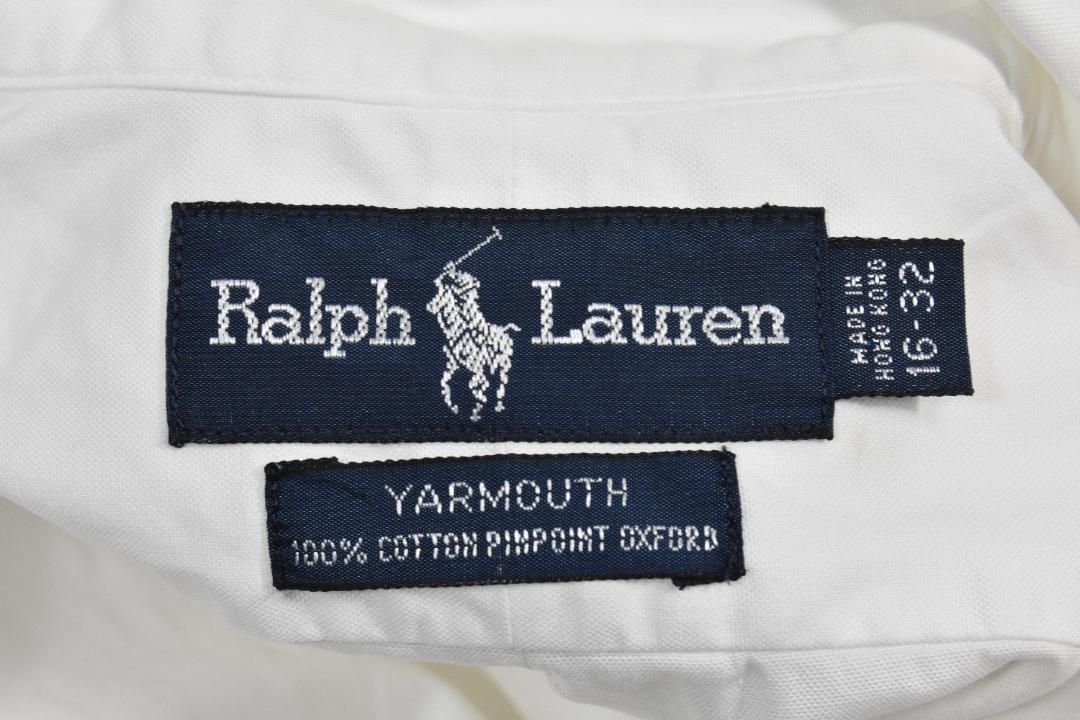 Ralph Lauren
MADE IN
HONG KONG
16-32
YARMOUTH
100% COTTON PINPOINT OXFORD